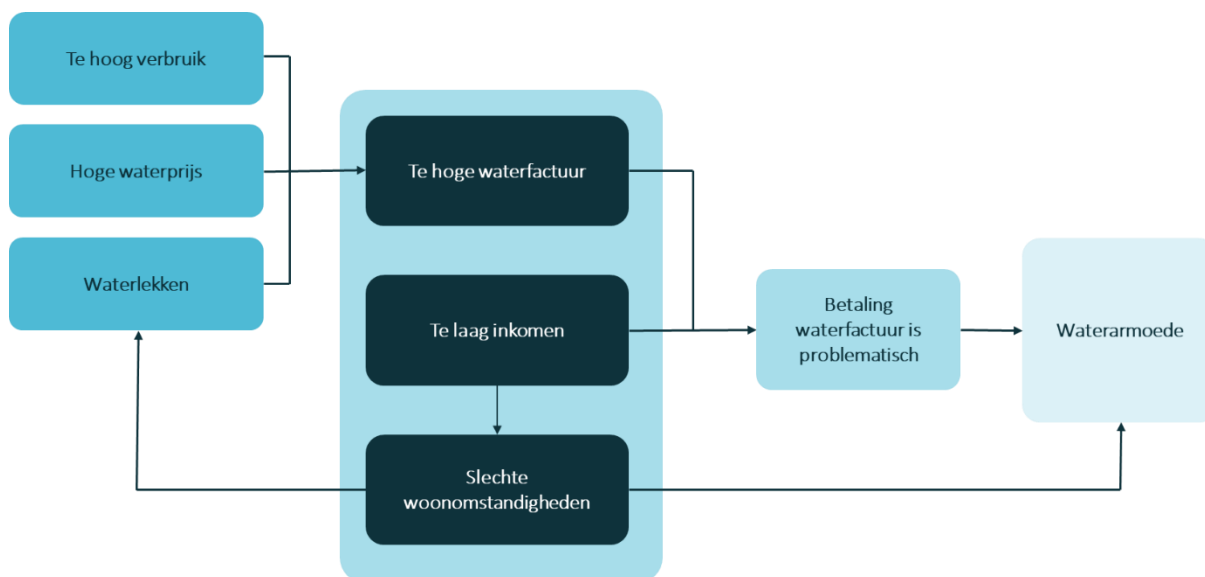 Te hoog verbruik
Hoge waterprijs
Waterlekken
Te hoge waterfactuur
Te laag inkomen
Slechte
woonomstandigheden
Betaling
waterfactuur is
problematisch
Waterarmoede